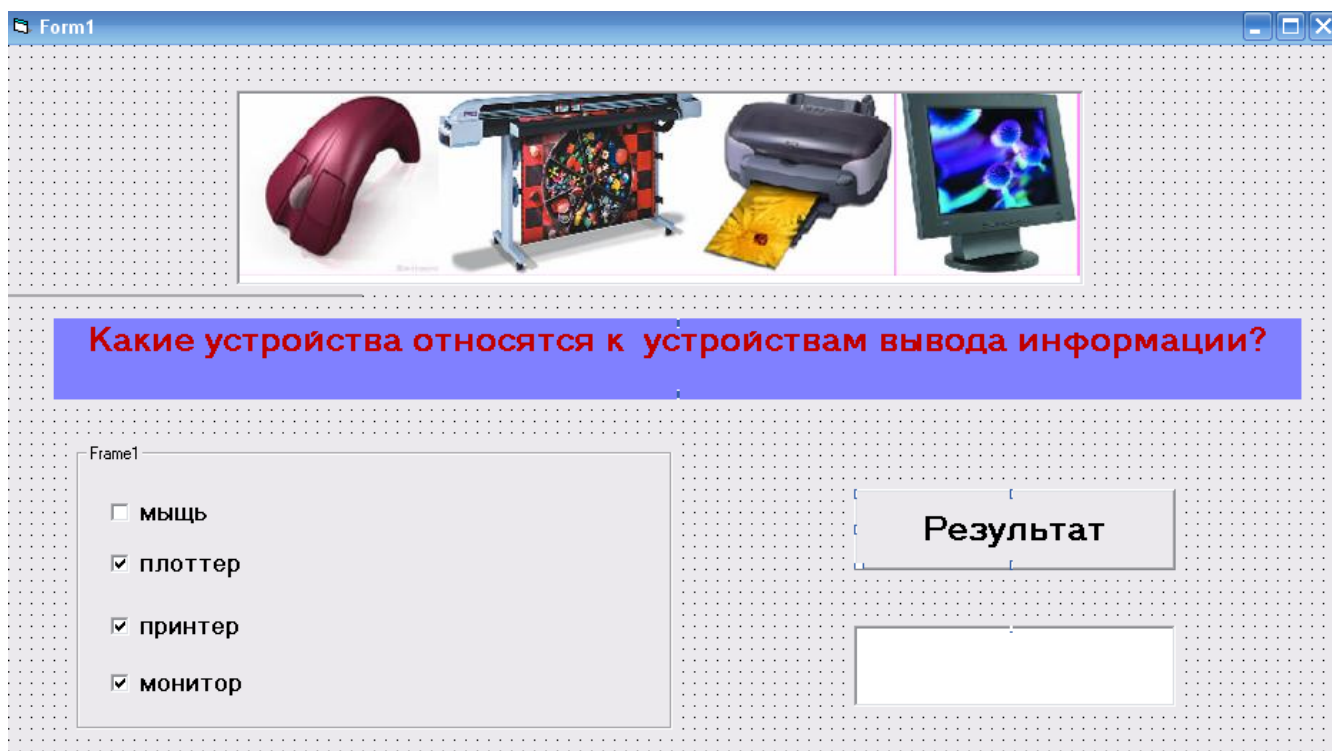 Form1
Какие устройства относятся к устройствам вывода информации?
Frame1
мыщь
плоттер
принтер
монитор
Результат